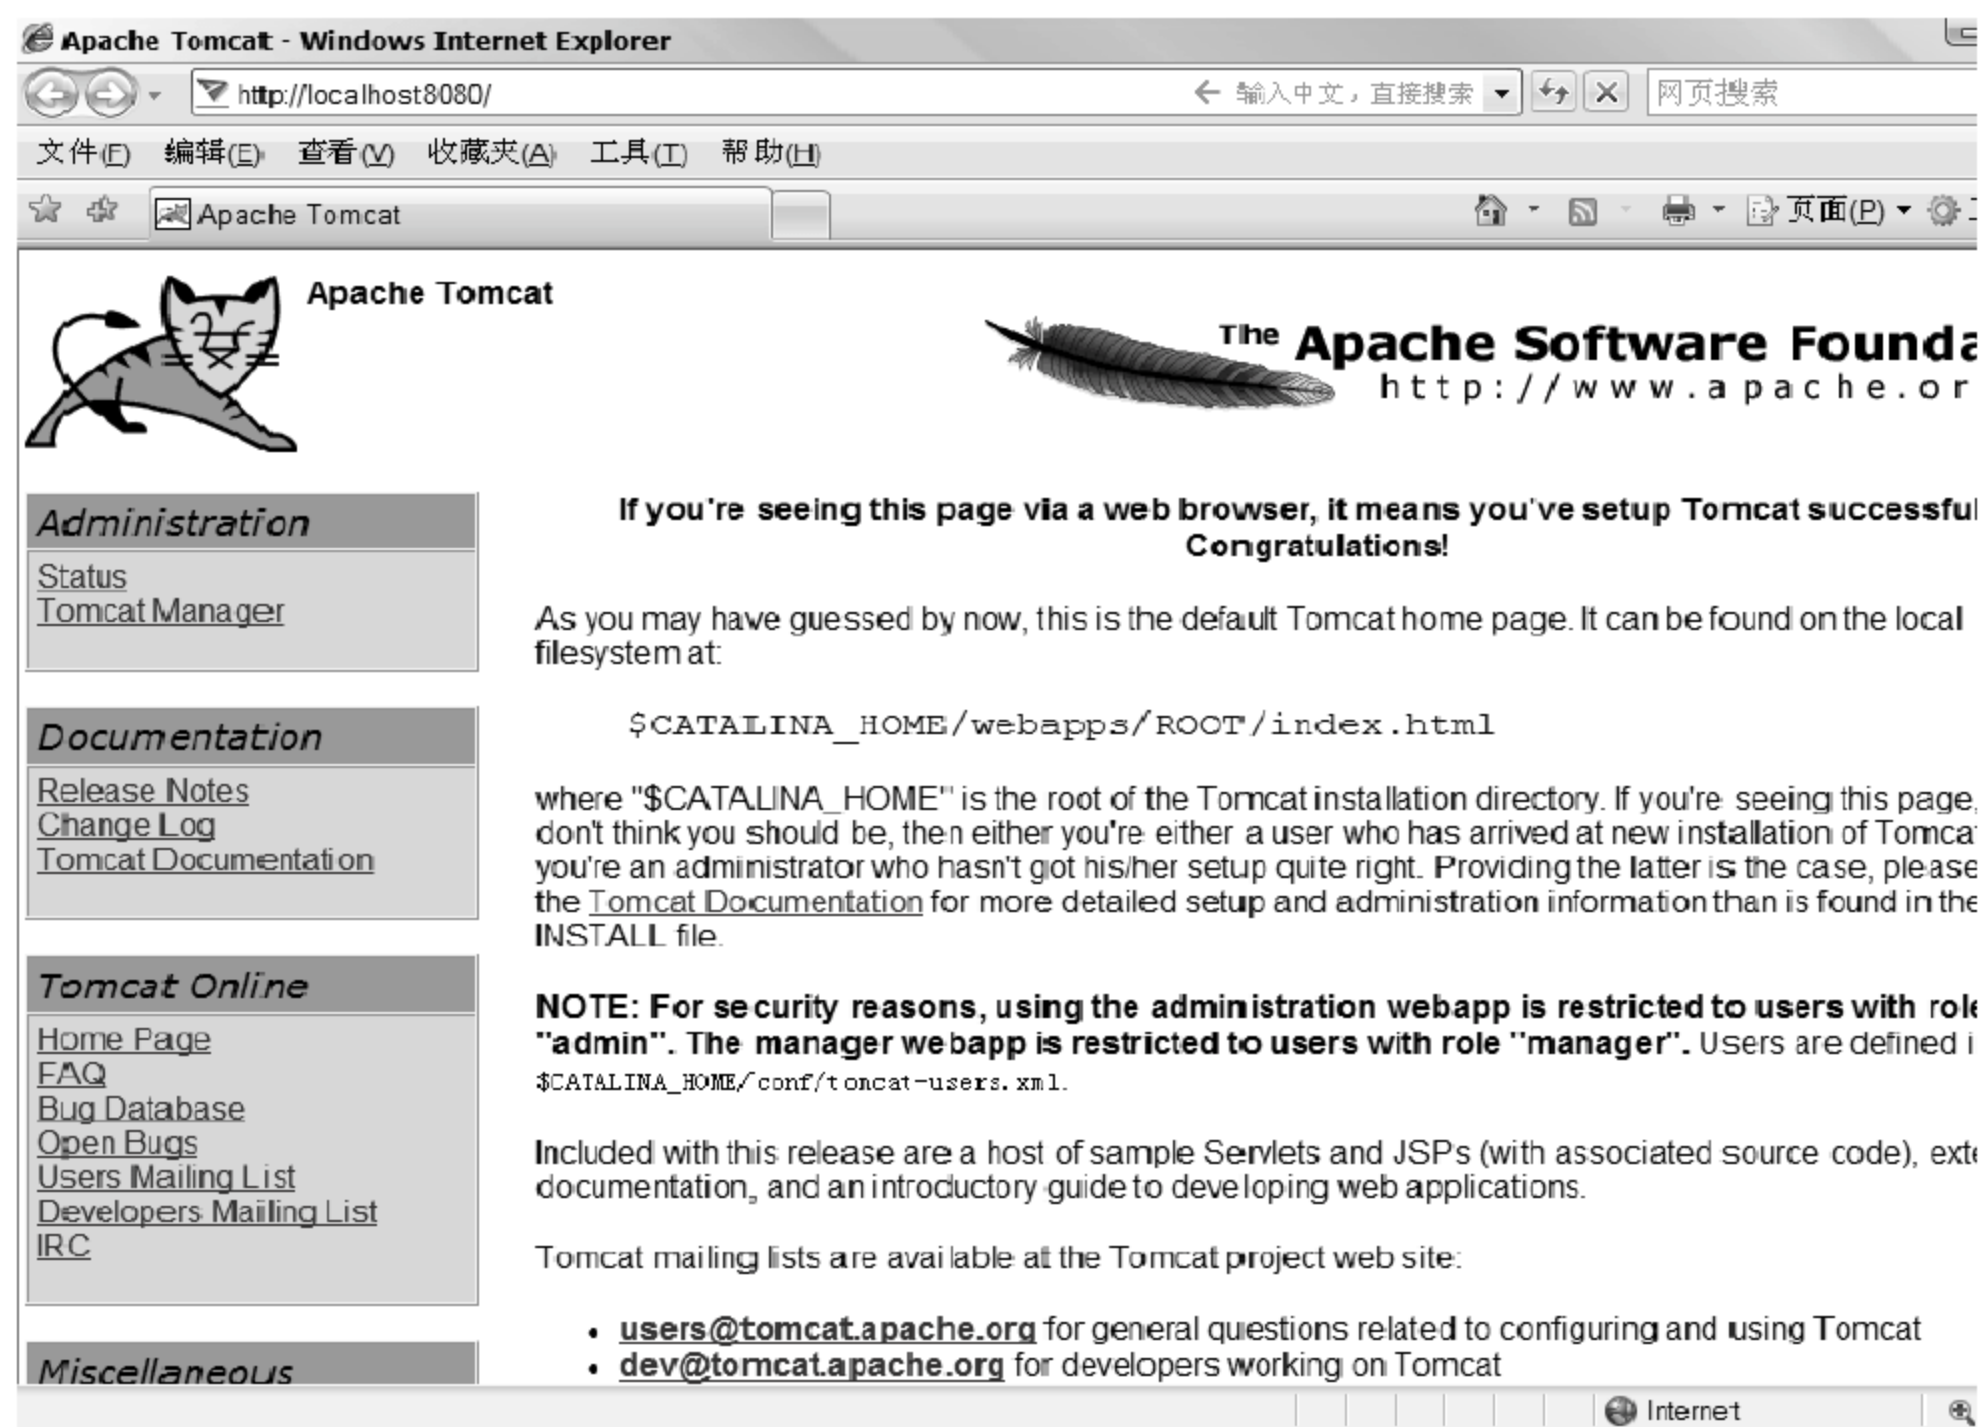 Apache Tomcat - Windows Internet Explorer
http://localhost8080/
输入中文，直接搜索
网页搜索
文件(F) 编辑(E) 查看(V) 收藏夹(A) 工具(T) 帮助(H)
Apache Tomcat
页面(P)
Apache Tomcat
The Apache Software Founda
http://www.apache.or
Administration
Status
Tomcat Manager
Documentation
Release Notes
Change Log
Tomcat Documentation
Tomcat Online
Home Page
FAQ
Bug Database
Open Bugs
Users Mailing List
Developers Mailing List
IRC
Miscellaneous
If you're seeing this page via a web browser, it means you've setup Tomcat successful
Congratulations!
As you may have guessed by now, this is the default Tomcat home page. It can be found on the local
filesystem at:
$CATALINA_HOME/webapps/ROOT/index.html
where "$CATALINA_HOME" is the root of the Tomcat installation directory. If you're seeing this page,
don't think you should be, then either you're either a user who has arrived at new installation of Tomca
you're an administrator who hasn't got his/her setup quite right. Providing the latter is the case, please
the Tomcat Documentation for more detailed setup and administration information than is found in the
INSTALL file.
NOTE: For security reasons, using the administration webapp is restricted to users with role
"admin". The manager webapp is restricted to users with role "manager". Users are defined i
$CATALINA_HOME/conf/tomcat-users.xml.
Included with this release are a host of sample Servlets and JSPs (with associated source code), exte
documentation, and an introductory guide to developing web applications.
Tomcat mailing lists are available at the Tomcat project web site:
• users@tomcat.apache.org for general questions related to configuring and using Tomcat
• dev@tomcat.apache.org for developers working on Tomcat
Internet